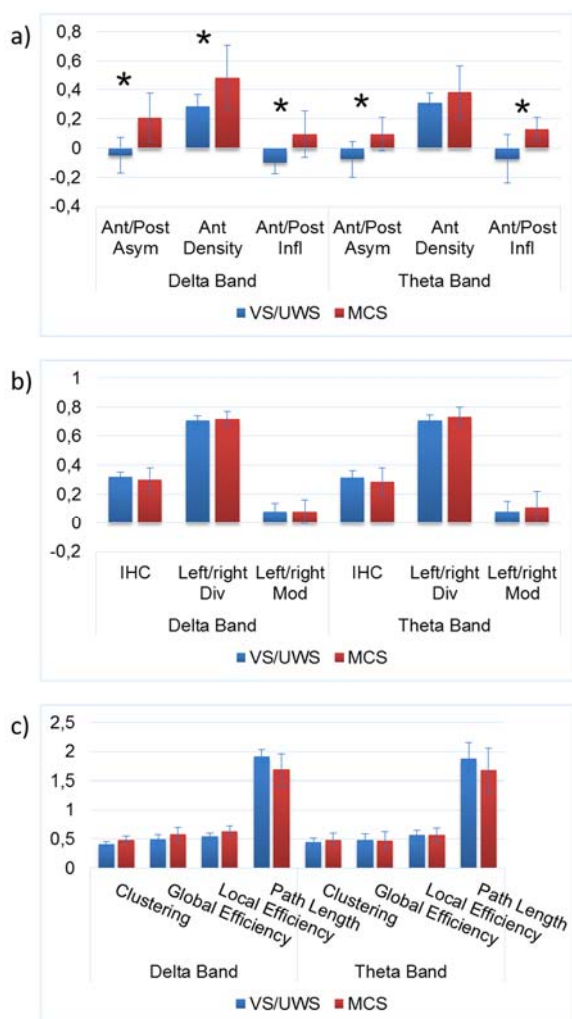 a)
0,8
0,6
0,4
0,2
0
-0,2
-0,4
*
*
*
*
*
Ant/Post Asym
Ant Density
Ant/Post Infl
Ant/Post Asym
Ant Density
Ant/Post Infl
Delta Band
Theta Band
VS/UWS MCS
b)
1
0,8
0,6
0,4
0,2
0
-0,2
IHC
Left/right Div
Left/right Mod
IHC
Left/right Div
Left/right Mod
Delta Band
Theta Band
VS/UWS MCS
c)
2,5
2
1,5
1
0,5
0
Clustering
Global Efficiency
Local Efficiency
Path Length
Clustering
Global Efficiency
Local Efficiency
Path Length
Delta Band
Theta Band
VS/UWS MCS